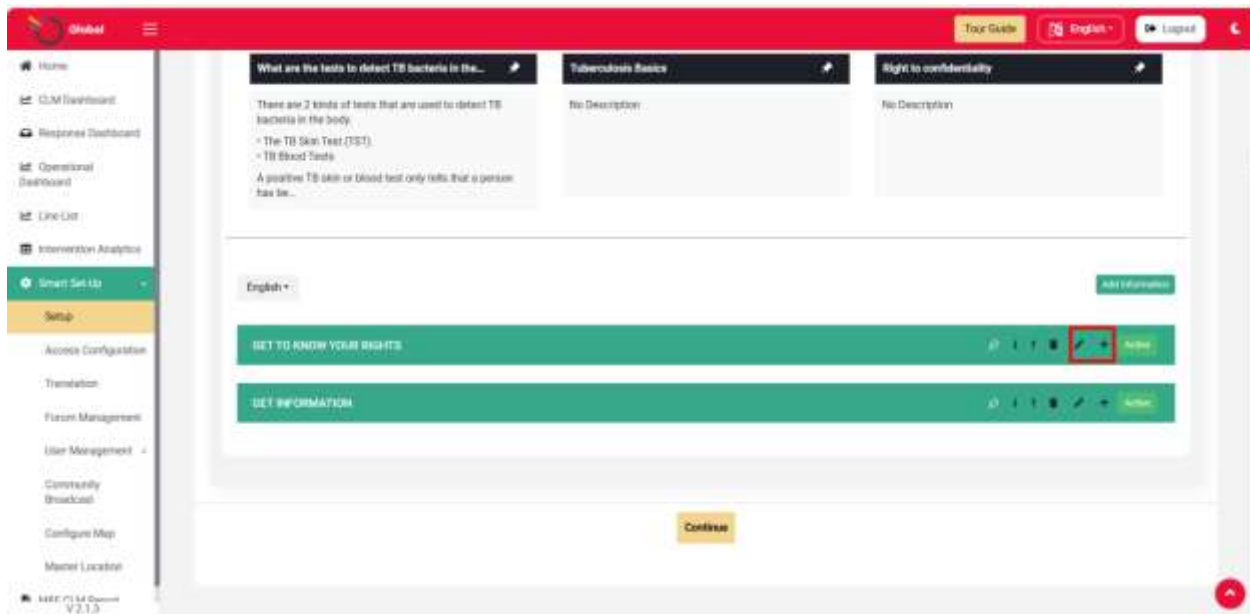 Global
Tour Guide
English
Logout
Home
CLM Dashboard
Response Dashboard
Operational
Dashboard
Line List
Intervention Analytics
Smart Set Up
Setup
Access Configuration
Translation
Forum Management
User Management
Community
Broadcast
Configure Map
Master Location
V 2.1.3
What are the tests to detect TB bacteria in the...
There are 2 kinds of tests that are used to detect TB
bacteria in the body.
• The TB Skin Test (TST)
• TB Blood Tests
A positive TB skin or blood test only tells that a person
has be...
Tuberculosis Basics
No Description
Right to confidentiality
No Description
English
Add Information
GET TO KNOW YOUR RIGHTS
Active
GET INFORMATION
Active
Continue